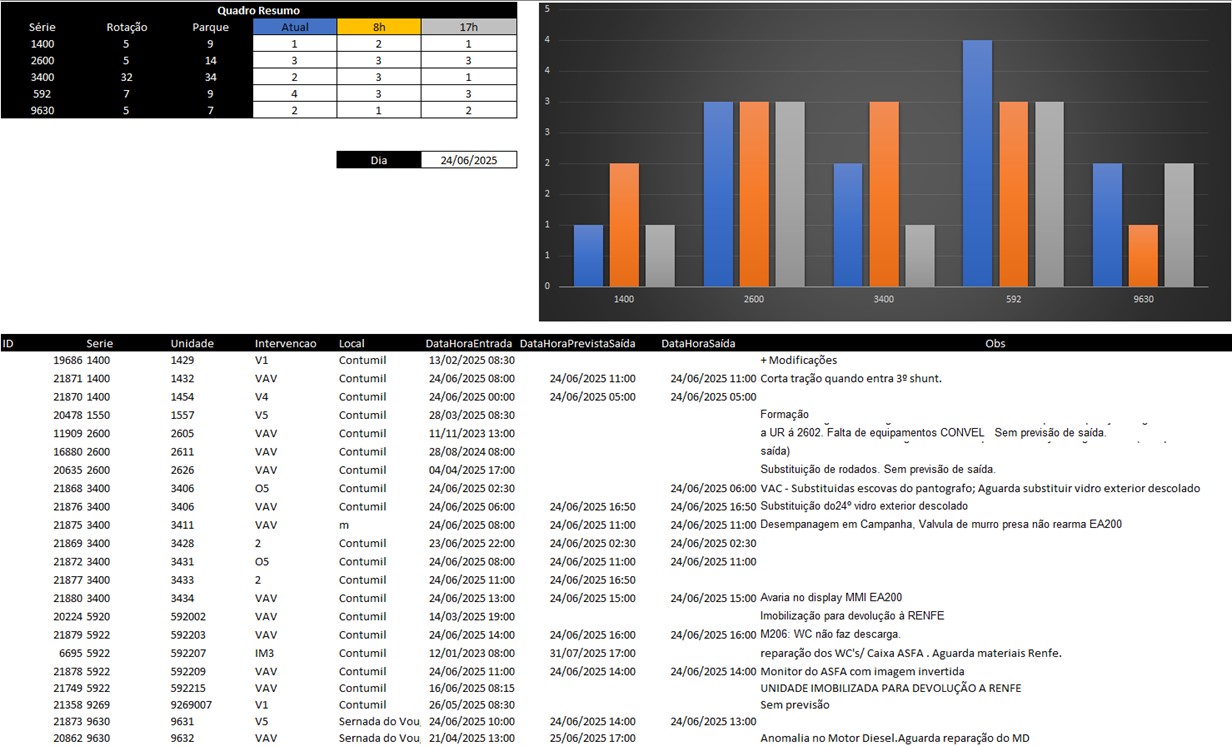 Quadro Resumo
Série Rotação Parque Atual 8h 17h
1400 5 9 1 2 1
2600 5 14 3 3 3
3400 32 34 2 3 1
592 7 9 4 3 3
9630 5 7 2 1 2
Dia 24/06/2025
5
4
4
3
3
2
2
1
1
0
1400 2600 3400 592 9630
ID Serie Unidade Intervencao Local DataHoraEntrada DataHoraPrevistaSaída DataHoraSaída Obs
19686 1400 1429 V1 Contumil 13/02/2025 08:30 + Modificações
21871 1400 1432 VAV Contumil 24/06/2025 08:00 24/06/2025 11:00 24/06/2025 11:00 Corta tração quando entra 3º shunt.
21870 1400 1454 V4 Contumil 24/06/2025 00:00 24/06/2025 05:00 24/06/2025 05:00
20478 1550 1557 V5 Contumil 28/03/2025 08:30 Formação
11909 2600 2605 VAV Contumil 11/11/2023 13:00 a UR á 2602. Falta de equipamentos CONVEL Sem previsão de saída.
16880 2600 2611 VAV Contumil 28/08/2024 08:00 saída)
20635 2600 2626 VAV Contumil 04/04/2025 17:00 Substituição de rodados. Sem previsão de saída.
21868 3400 3406 O5 Contumil 24/06/2025 02:30 24/06/2025 06:00 VAC - Substituidas escovas do pantografo; Aguarda substituir vidro exterior descolado
21876 3400 3406 VAV Contumil 24/06/2025 06:00 24/06/2025 16:50 24/06/2025 16:50 Substituição do24º vidro exterior descolado
21875 3400 3411 VAV m 24/06/2025 08:00 24/06/2025 11:00 24/06/2025 11:00 Desempanagem em Campanha, Valvula de murro presa não rearma EA200
21869 3400 3428 2 Contumil 23/06/2025 22:00 24/06/2025 02:30 24/06/2025 02:30
21872 3400 3431 O5 Contumil 24/06/2025 08:00 24/06/2025 11:00 24/06/2025 11:00
21877 3400 3433 2 Contumil 24/06/2025 11:00 24/06/2025 16:50
21880 3400 3434 VAV Contumil 24/06/2025 13:00 24/06/2025 15:00 24/06/2025 15:00 Avaria no display MMI EA200
20224 5920 592002 VAV Contumil 14/03/2025 19:00 Imobilização para devolução à RENFE
21879 5922 592203 VAV Contumil 24/06/2025 14:00 24/06/2025 16:00 24/06/2025 16:00 M206: WC não faz descarga.
6695 5922 592207 IM3 Contumil 12/01/2023 08:00 31/07/2025 17:00 reparação dos WC's/ Caixa ASFA . Aguarda materiais Renfe.
21878 5922 592209 VAV Contumil 24/06/2025 11:00 24/06/2025 14:00 24/06/2025 14:00 Monitor do ASFA com imagem invertida
21749 5922 592215 VAV Contumil 16/06/2025 08:15 UNIDADE IMOBILIZADA PARA DEVOLUÇÃO A RENFE
21358 9269 9269007 V1 Contumil 26/05/2025 08:30 Sem previsão
21873 9630 9631 V5 Sernada do Vou 24/06/2025 10:00 24/06/2025 14:00 24/06/2025 13:00
20862 9630 9632 VAV Sernada do Vou 21/04/2025 13:00 25/06/2025 17:00 Anomalia no Motor Diesel.Aguarda reparação do MD